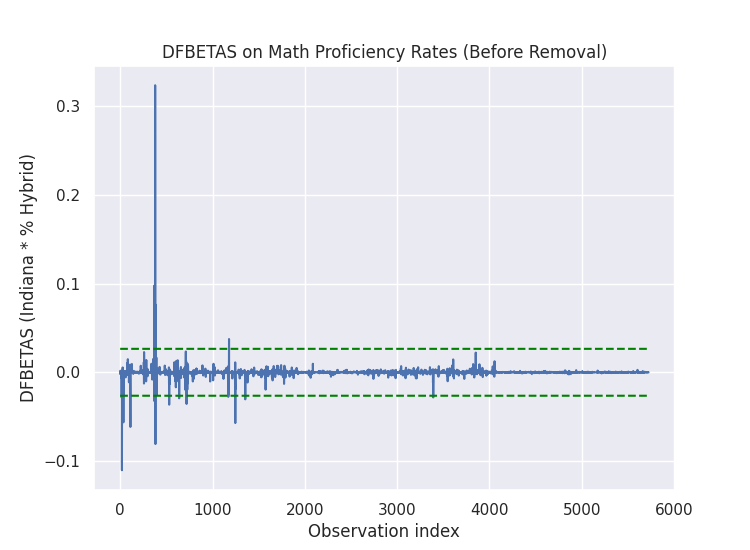 DFBETAS on Math Proficiency Rates (Before Removal)
DFBETAS (Indiana * % Hybrid)
0.3
0.2
0.1
0.0
−0.1
0 1000 2000 3000 4000 5000 6000
Observation index